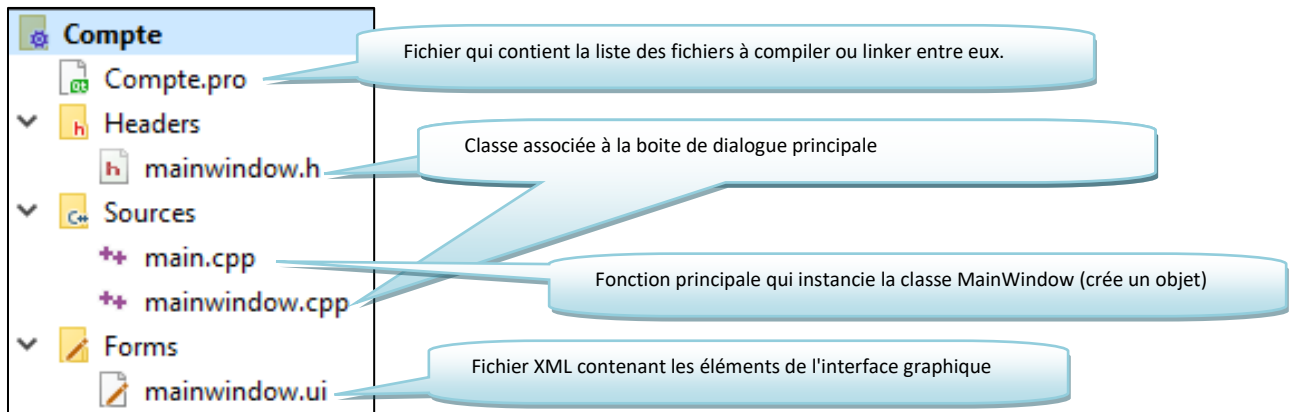 Compte
Fichier qui contient la liste des fichiers à compiler ou linker entre eux.
Compte.pro
Headers
Classe associée à la boite de dialogue principale
mainwindow.h
Sources
main.cpp
Fonction principale qui instancie la classe MainWindow (crée un objet)
mainwindow.cpp
Forms
Fichier XML contenant les éléments de l'interface graphique
mainwindow.ui